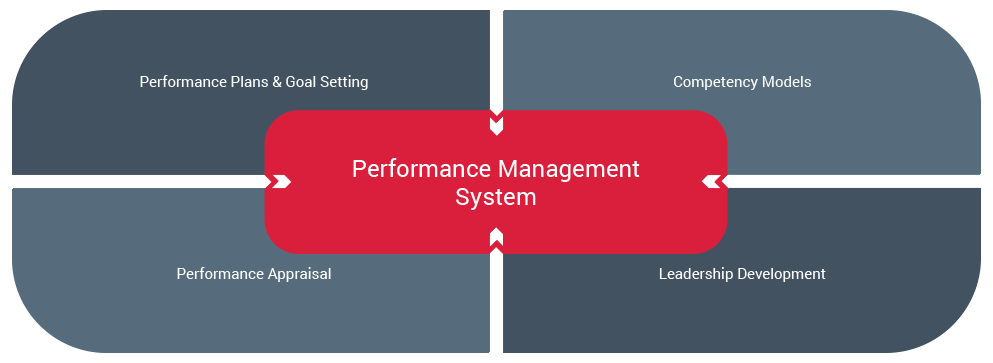 Performance Plans & Goal Setting
Competency Models
Performance Management
System
Performance Appraisal
Leadership Development